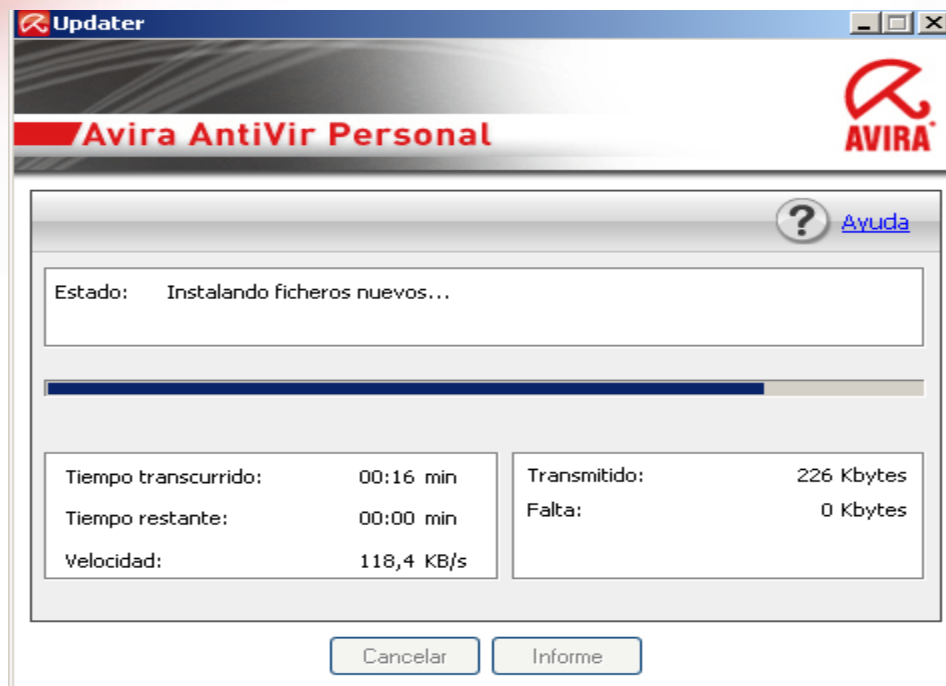 Updater
Avira AntiVir Personal
AVIRA
? Ayuda
Estado: Instalando ficheros nuevos...
Tiempo transcurrido: 00:16 min
Tiempo restante: 00:00 min
Velocidad: 118,4 KB/s
Transmitido: 226 Kbytes
Falta: 0 Kbytes
Cancelar
Informe